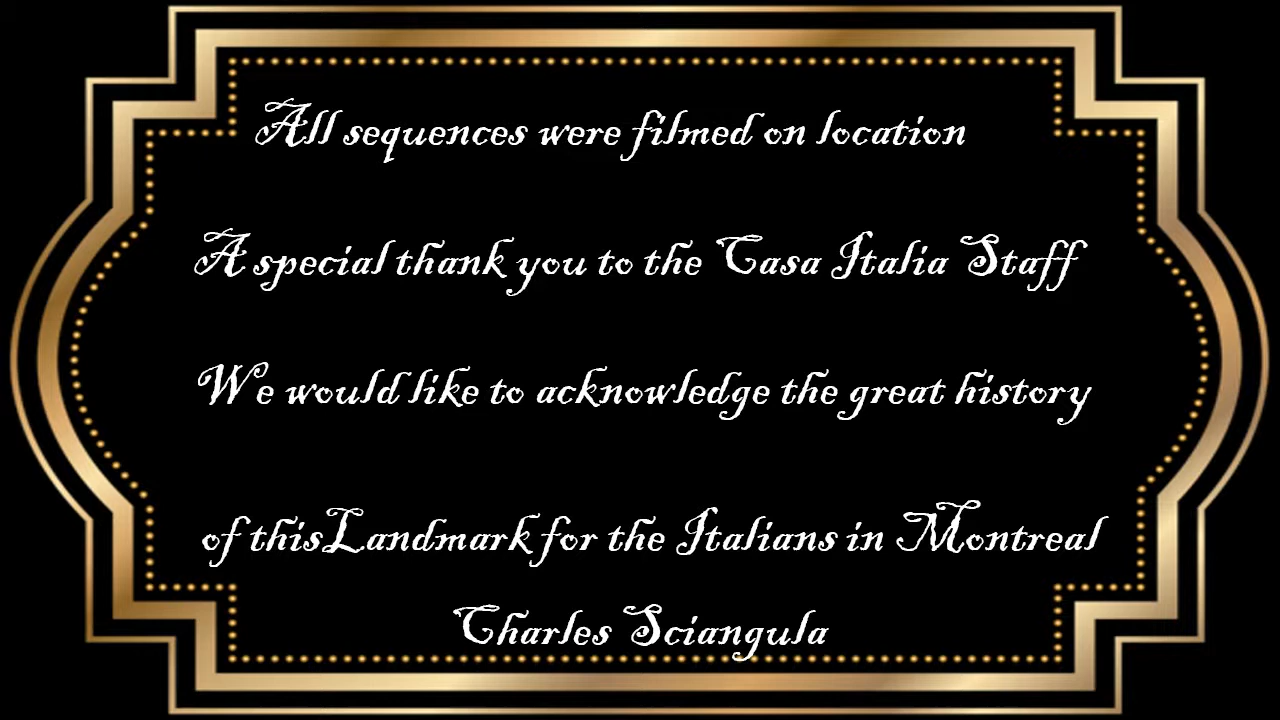 All sequences were filmed on location
A special thank you to the Casa Italia Staff
We would like to acknowledge the great history
of thisLandmark for the Italians in Montreal
Charles Sciangula